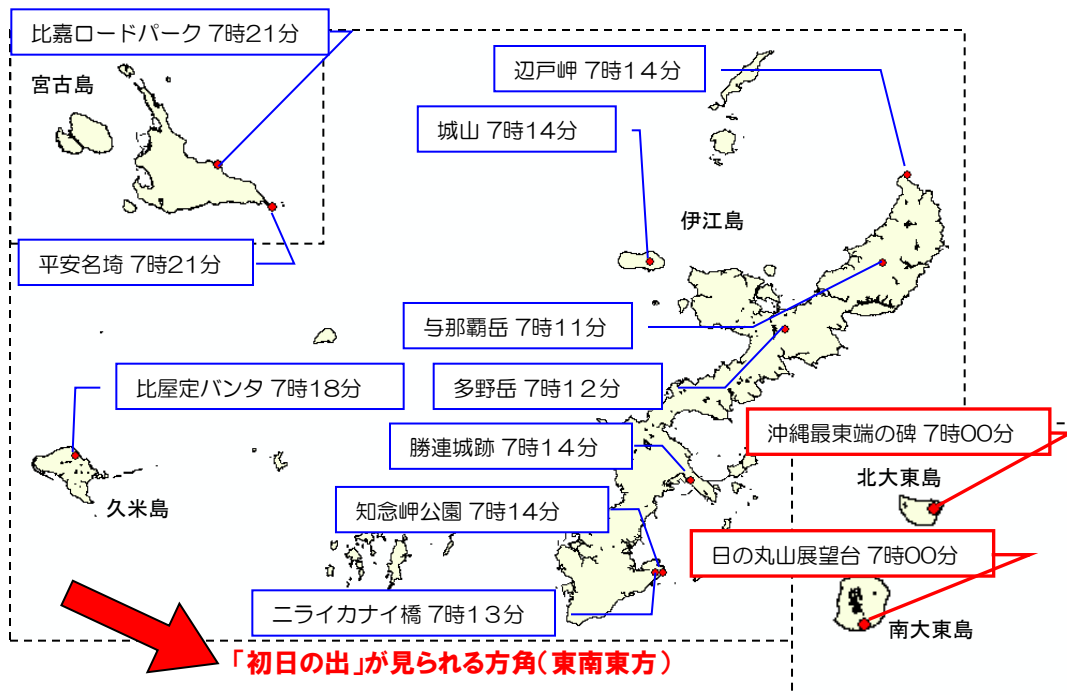 比嘉ロードパーク 7時21分
宮古島
辺戸岬 7時14分
城山 7時14分
伊江島
平安名埼 7時21分
与那覇岳 7時11分
比屋定バンタ 7時18分
多野岳 7時12分
沖縄最東端の碑 7時00分
勝連城跡 7時14分
北大東島
久米島
知念岬公園 7時14分
日の丸山展望台 7時00分
ニライカナイ橋 7時13分
南大東島
「初日の出」が見られる方角(東南東方)